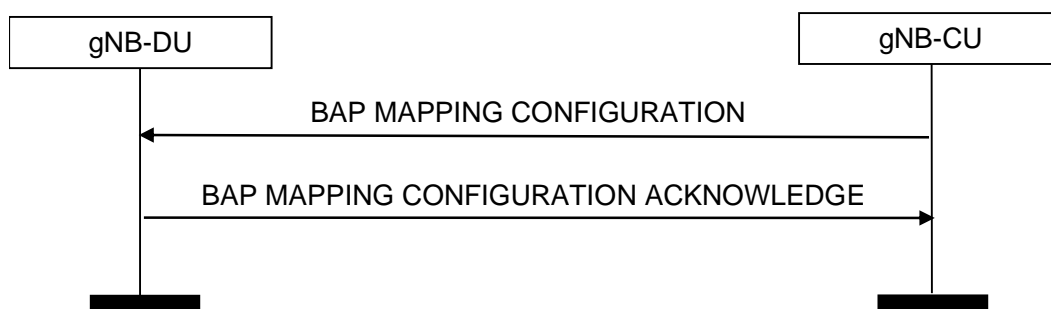 gNB-DU
gNB-CU
BAP MAPPING CONFIGURATION
BAP MAPPING CONFIGURATION ACKNOWLEDGE